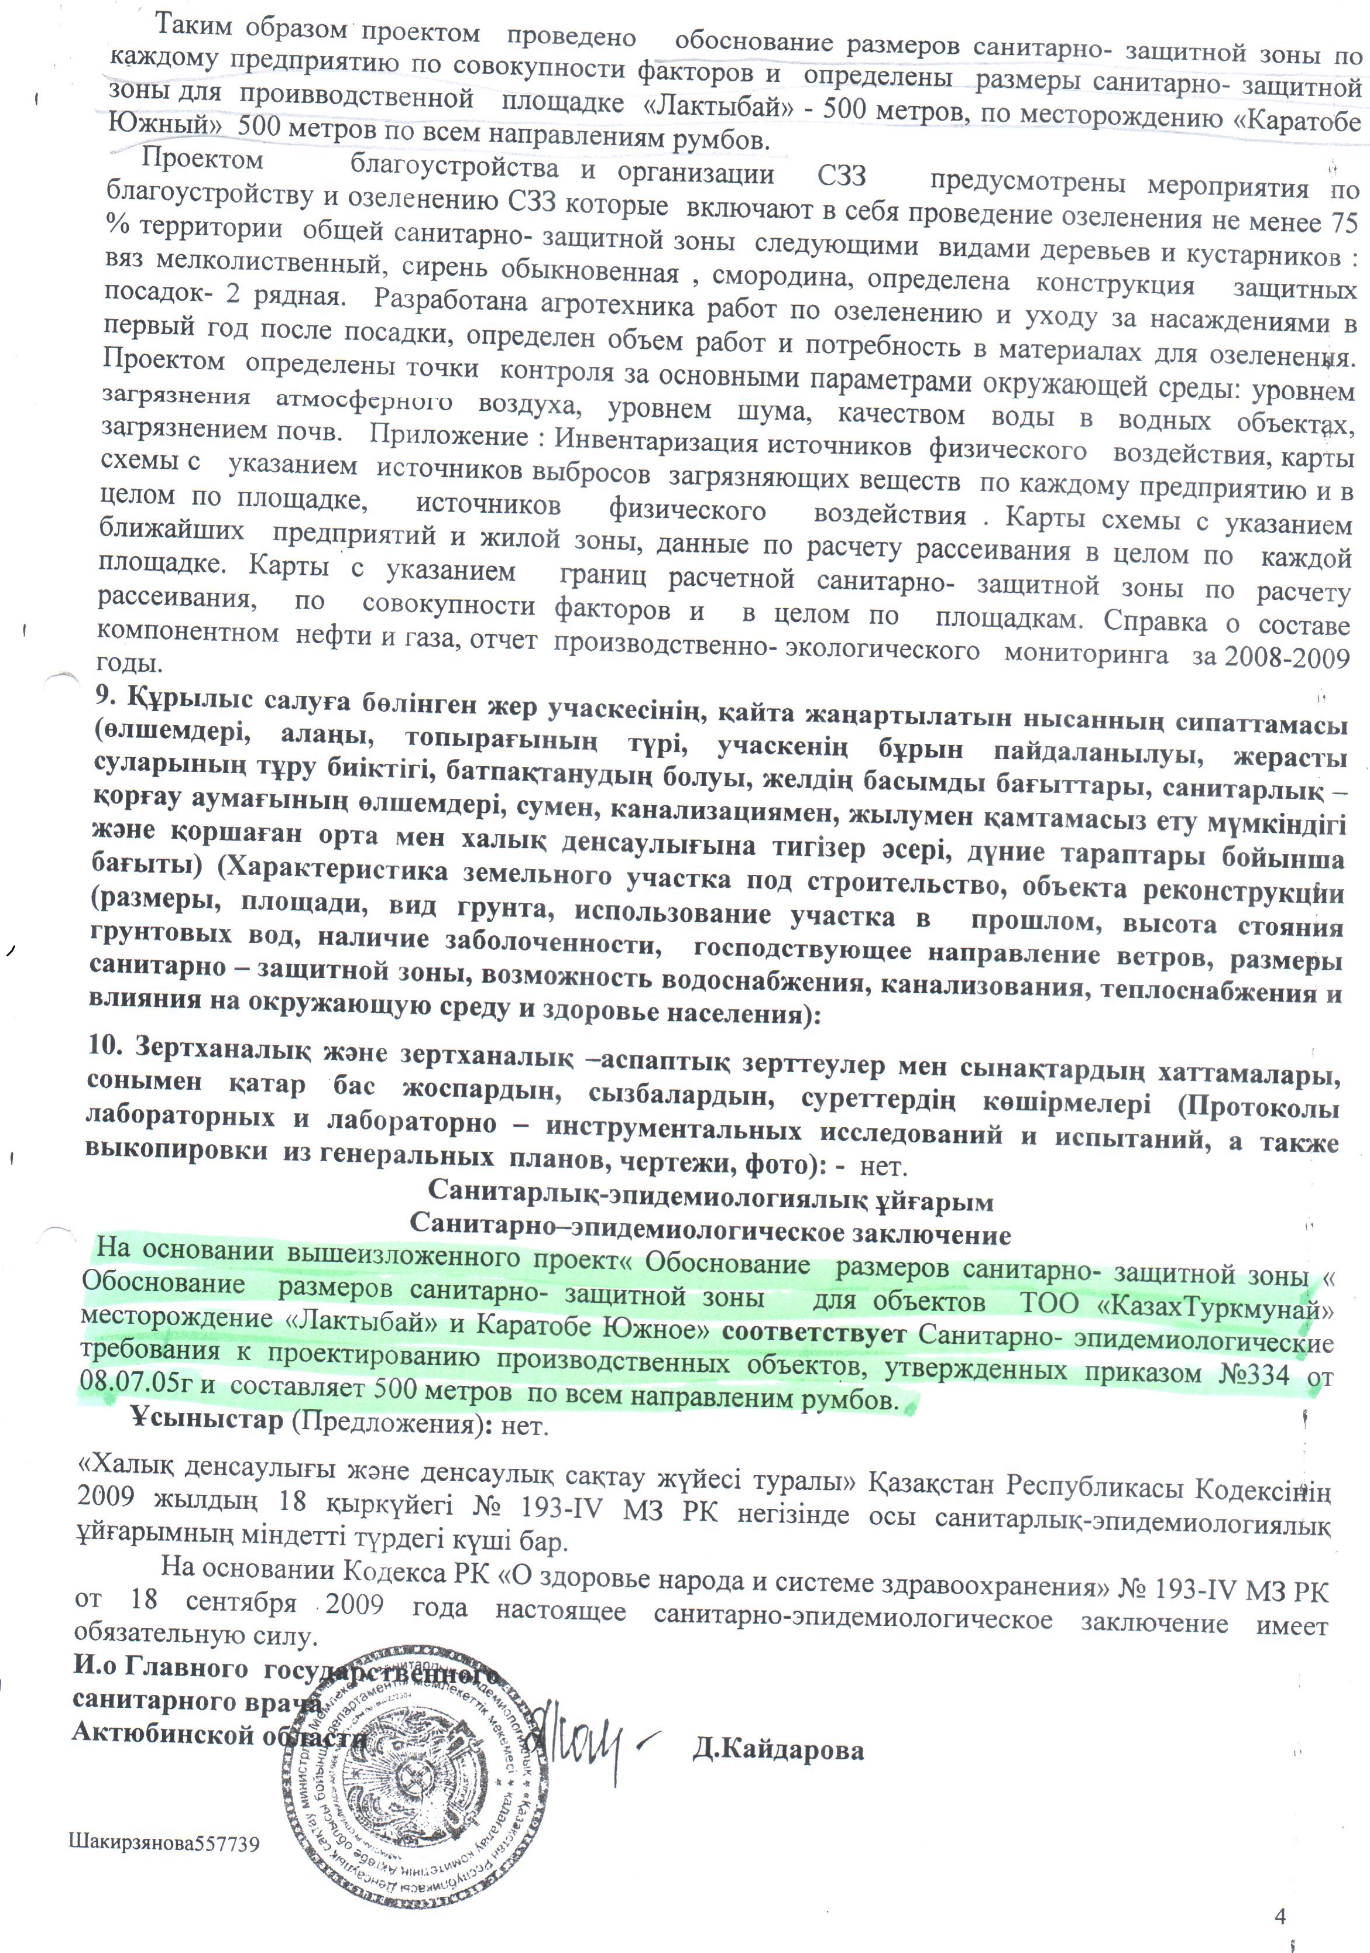 Таким образом проектом проведено обоснование размеров санитарно- защитной зоны по
каждому предприятию по совокупности факторов и определены размеры санитарно- защитной
зоны для проивводственной площадке «Лактыбай» - 500 метров, по месторождению «Каратобе
Южный» 500 метров по всем направлениям румбов.
Проектом благоустройства и организации СЗЗ предусмотрены мероприятия по
благоустройству и озеленению СЗЗ которые включают в себя проведение озеленения не менее 75
% территории общей санитарно- защитной зоны следующими видами деревьев и кустарников :
вяз мелколиственный, сирень обыкновенная , смородина, определена конструкция защитных
посадок- 2 рядная. Разработана агротехника работ по озеленению и уходу за насаждениями в
первый год после посадки, определен объем работ и потребность в материалах для озеленения.
Проектом определены точки контроля за основными параметрами окружающей среды: уровнем
загрязнения атмосферного воздуха, уровнем шума, качеством воды в водных объектах,
загрязнением почв. Приложение : Инвентаризация источников физического воздействия, карты
схемы с указанием источников выбросов загрязняющих веществ по каждому предприятию и в
целом по площадке, источников физического воздействия . Карты схемы с указанием
ближайших предприятий и жилой зоны, данные по расчету рассеивания в целом по каждой
площадке. Карты с указанием границ расчетной санитарно- защитной зоны по расчету
рассеивания, по совокупности факторов и в целом по площадкам. Справка о составе
компонентном нефти и газа, отчет производственно- экологического мониторинга за 2008-2009
годы.
9. Құрылыс салуға бөлінген жер учаскесінің, қайта жаңартылатын нысанның сипаттамасы
(өлшемдері, алаңы, топырағының түрі, учаскенің бұрын пайдаланылуы, жерасты
суларының тұру биіктігі, батпақтанудың болуы, желдің басымды бағыттары, санитарлық –
қорғау аумағының өлшемдері, сумен, канализациямен, жылумен қамтамасыз ету мүмкіндігі
және қоршаған орта мен халық денсаулығына тигізер әсері, дүние тараптары бойынша
бағыты) (Характеристика земельного участка под строительство, объекта реконструкции
(размеры, площади, вид грунта, использование участка в прошлом, высота стояния
грунтовых вод, наличие заболоченности, господствующее направление ветров, размеры
санитарно – защитной зоны, возможность водоснабжения, канализования, теплоснабжения и
влияния на окружающую среду и здоровье населения):
10. Зертханалық және зертханалық –аспаптық зерттеулер мен сынақтардың хаттамалары,
сонымен қатар бас жоспардын, сызбалардын, суреттердің көшірмелері (Протоколы
лабораторных и лабораторно – инструментальных исследований и испытаний, а также
выкопировки из генеральных планов, чертежи, фото): - нет.
Санитарлық-эпидемиологиялық ұйғарым
Санитарно–эпидемиологическое заключение
На основании вышеизложенного проект« Обоснование размеров санитарно- защитной зоны «
Обоснование размеров санитарно- защитной зоны для объектов ТОО «КазахТуркмунай»
месторождение «Лактыбай» и Каратобе Южное» соответствует Санитарно- эпидемиологические
требования к проектированию производственных объектов, утвержденных приказом №334 от
08.07.05г и составляет 500 метров по всем направленим румбов.
Ұсыныстар (Предложения): нет.
«Халық денсаулығы және денсаулық сақтау жүйесі туралы» Қазақстан Республикасы Кодексінің
2009 жылдың 18 қыркүйегі № 193-IV МЗ РК негізінде осы санитарлық-эпидемиологиялық
ұйғарымның міндетті түрдегі күші бар.
На основании Кодекса РК «О здоровье народа и системе здравоохранения» № 193-IV МЗ РК
от 18 сентября 2009 года настоящее санитарно-эпидемиологическое заключение имеет
обязательную силу.
И.о Главного государственного
санитарного врача
Актюбинской области
Д.Кайдарова
Шакирзянова557739
4